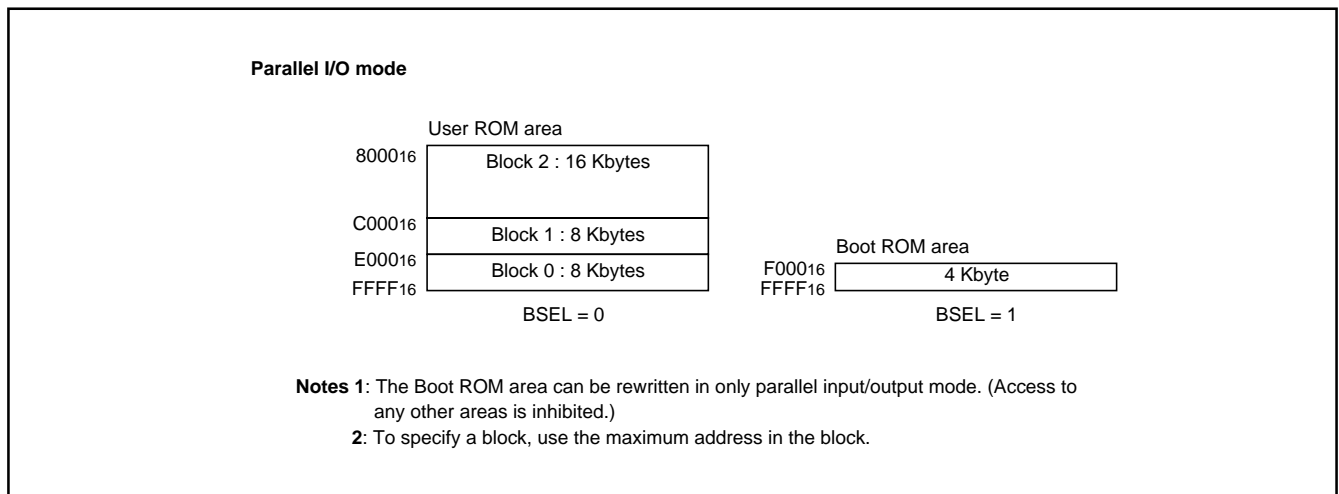 Parallel I/O mode
User ROM area
800016
Block 2 : 16 Kbytes
C00016
Block 1 : 8 Kbytes
E00016
Block 0 : 8 Kbytes
FFFF16
BSEL = 0
Boot ROM area
F00016
4 Kbyte
FFFF16
BSEL = 1
Notes 1: The Boot ROM area can be rewritten in only parallel input/output mode. (Access to
any other areas is inhibited.)
2: To specify a block, use the maximum address in the block.